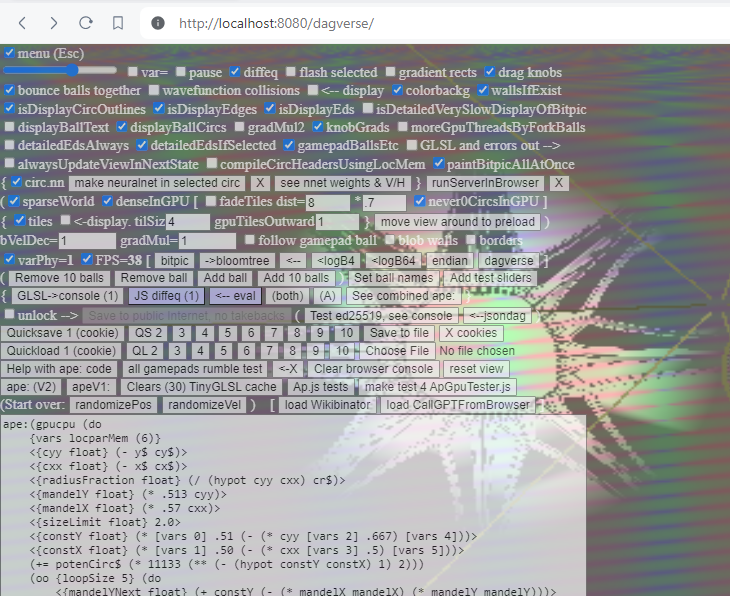 http://localhost:8080/dagverse/
menu (Esc)
var= pause diffeq flash selected gradient rects drag knobs
bounce balls together wavefunction collisions <-- display colorbackg wallsIfExist
isDisplayCircOutlines isDisplayEdges isDisplayEds isDetailedVerySlowDisplayOfBitpic
displayBallText displayBallCircs gradMul2 knobGrads moreGpuThreadsByForkBalls
detailedEdsAlways detailedEdsIfSelected gamepadBallsEtc GLSL and errors out -->
alwaysUpdateViewInNextState compileCircHeadersUsingLocMem paintBitpicAllAtOnce
{ circ.nn make neuralnet in selected circ X see nnet weights & V/H } runServerInBrowser X
( sparseWorld denseInGPU [ fadeTiles dist= 8 * .7 never0CircsInGPU ]
{ tiles <-display. tilSiz 4 gpuTilesOutward 1 } move view around to preload )
bVelDec= 1 gradMul= 1 follow gamepad ball blob walls borders
varPhy=1 FPS=38 [ bitpic ->bloomtree <-- <logB4 <logB64 endian dagverse ]
( Remove 10 balls Remove ball Add ball Add 10 balls ) Set ball names Add test sliders
{ GLSL->console (1) JS diffeq (1) <-- eval (both) (A) See combined ape: }
unlock --> Save to public internet, no takebacks ( Test ed25519, see console <--jsondag
Quicksave 1 (cookie) QS 2 3 4 5 6 7 8 9 10 Save to file X cookies
Quickload 1 (cookie) QL 2 3 4 5 6 7 8 9 10 Choose File No file chosen
Help with ape: code all gamepads rumble test <-X Clear browser console reset view
ape: (V2) apeV1: Clears (30) TinyGLSL cache Ap.js tests make test 4 ApGpuTester.js
(Start over: randomizePos randomizeVel ) [ load Wikibinator load CallGPTFromBrowser
ape:(gpucpu (do
{vars locparMem (6)}
<{cyy float} (- y$ cy$)>
<{cxx float} (- x$ cx$)>
<{radiusFraction float} (/ (hypot cyy cxx) cr$)>
<{mandelY float} (* .513 cyy)>
<{mandelX float} (* .57 cxx)>
<{sizeLimit float} 2.0>
<{constY float} (* [vars 0] .51 (- (* cyy [vars 2] .667) [vars 4]))>
<{constX float} (* [vars 1] .50 (- (* cxx [vars 3] .5) [vars 5]))>
(+= potenCirc$ (* 11133 (** (- (hypot constY constX) 1) 2)))
(oo {loopSize 5} (do
<{mandelYNext float} (+ constY (- (* mandelX mandelX) (* mandelY mandelY)))>